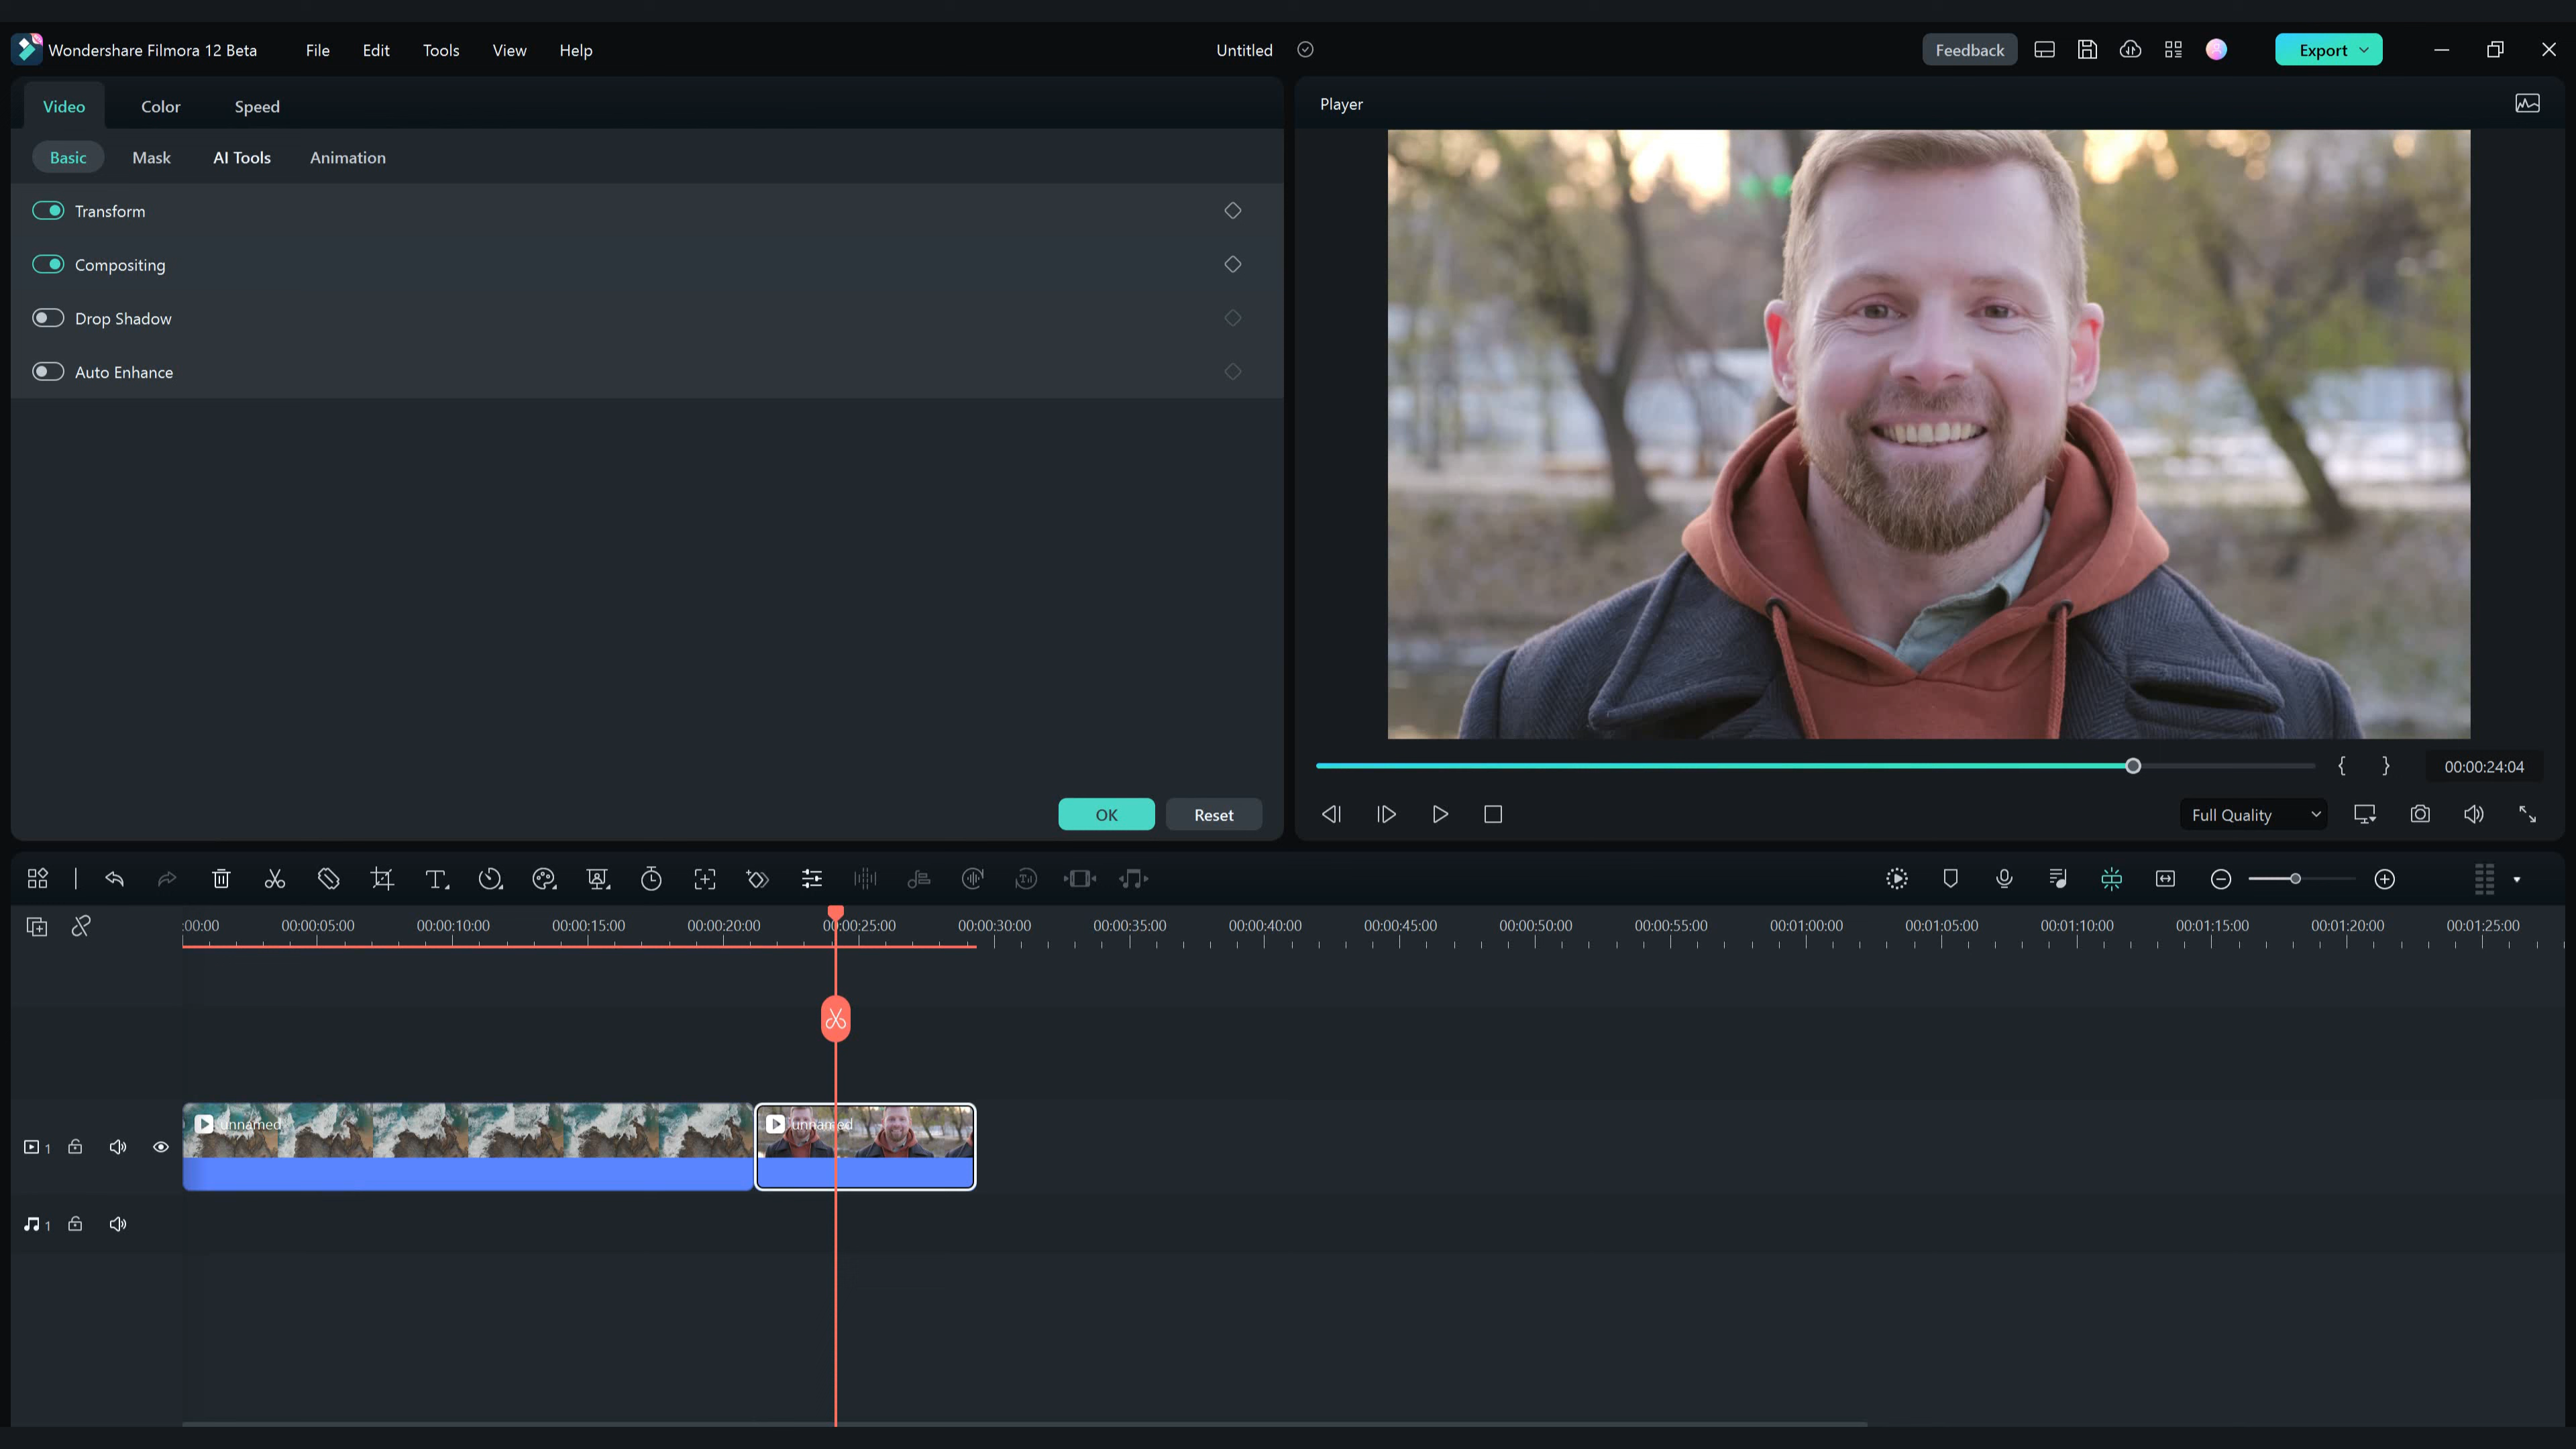 Wondershare Filmora 12 Beta File Edit Tools View Help Untitled Feedback Export
Video Color Speed
Player
Basic Mask AI Tools Animation
Transform
Compositing
Drop Shadow
Auto Enhance
OK Reset
{ } 00:00:24:04
Full Quality
:00:00 00:00:05:00 00:00:10:00 00:00:15:00 00:00:20:00 00:00:25:00 00:00:30:00 00:00:35:00 00:00:40:00 00:00:45:00 00:00:50:00 00:00:55:00 00:01:00:00 00:01:05:00 00:01:10:00 00:01:15:00 00:01:20:00 00:01:25:00
unnamed unnamed
1
1